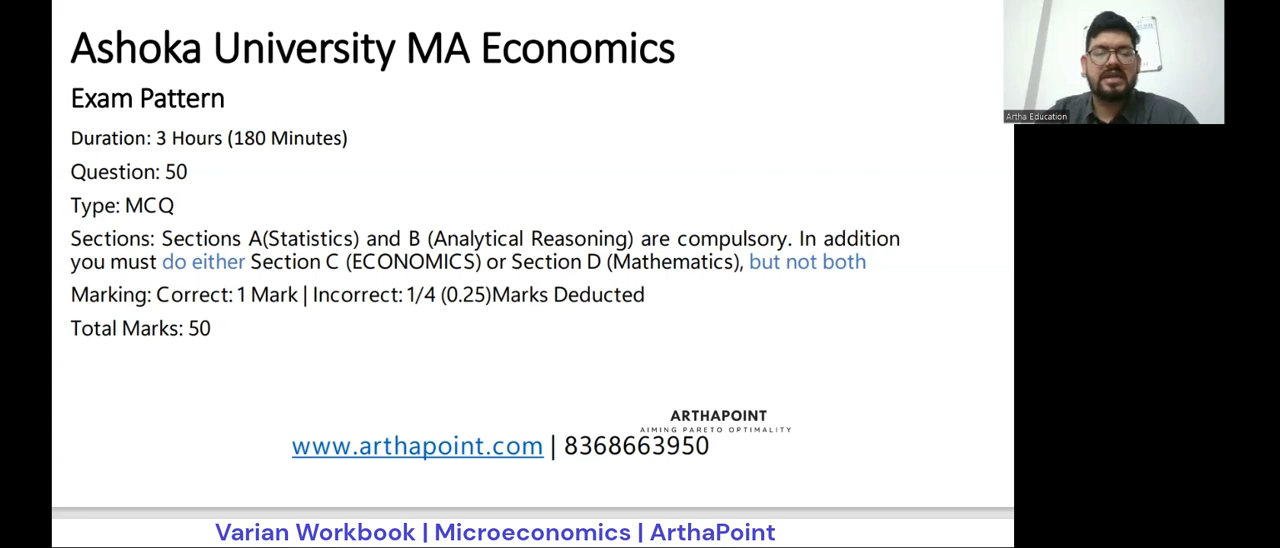 Ashoka University MA Economics
Exam Pattern
Duration: 3 Hours (180 Minutes)
Question: 50
Type: MCQ
Sections: Sections A(Statistics) and B (Analytical Reasoning) are compulsory. In addition
you must do either Section C (ECONOMICS) or Section D (Mathematics), but not both
Marking: Correct: 1 Mark | Incorrect: 1/4 (0.25)Marks Deducted
Total Marks: 50
ARTHAPOINT
AIMING PARETO OPTIMALITY
www.arthapoint.com | 8368663950
Varian Workbook | Microeconomics | ArthaPoint
Artha Education